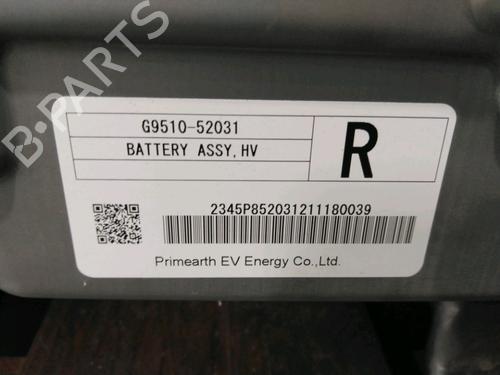 B-PARTS
G9510-52031
BATTERY ASSY,HV
R
2345P852031211180039
Primearth EV Energy Co.,Ltd.